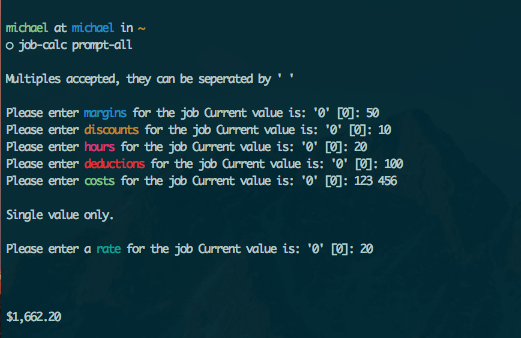 michael at michael in ~
○ job-calc prompt-all
Multiples accepted, they can be seperated by ' '
Please enter margins for the job Current value is: '0' [0]: 50
Please enter discounts for the job Current value is: '0' [0]: 10
Please enter hours for the job Current value is: '0' [0]: 20
Please enter deductions for the job Current value is: '0' [0]: 100
Please enter costs for the job Current value is: '0' [0]: 123 456
Single value only.
Please enter a rate for the job Current value is: '0' [0]: 20
$1,662.20